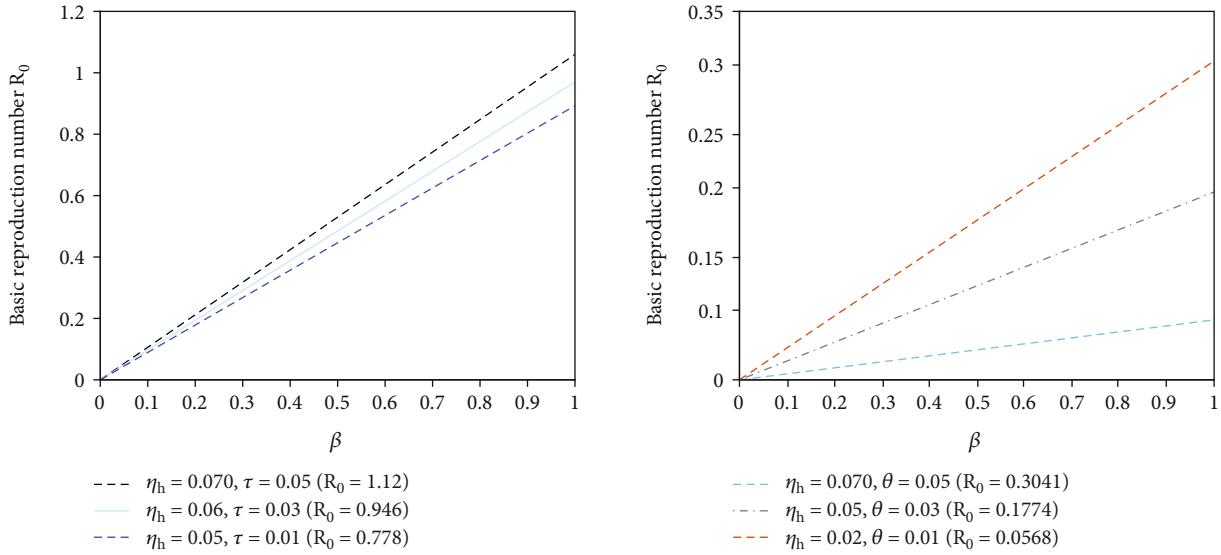 Basic reproduction number R0
1.2
1
0.8
0.6
0.4
0.2
0
0 0.1 0.2 0.3 0.4 0.5 0.6 0.7 0.8 0.9 1
β
ηh = 0.070, τ = 0.05 (R0 = 1.12)
ηh = 0.06, τ = 0.03 (R0 = 0.946)
ηh = 0.05, τ = 0.01 (R0 = 0.778)
Basic reproduction number R0
0.35
0.3
0.25
0.2
0.15
0.1
0
0 0.1 0.2 0.3 0.4 0.5 0.6 0.7 0.8 0.9 1
β
ηh = 0.070, θ = 0.05 (R0 = 0.3041)
ηh = 0.05, θ = 0.03 (R0 = 0.1774)
ηh = 0.02, θ = 0.01 (R0 = 0.0568)